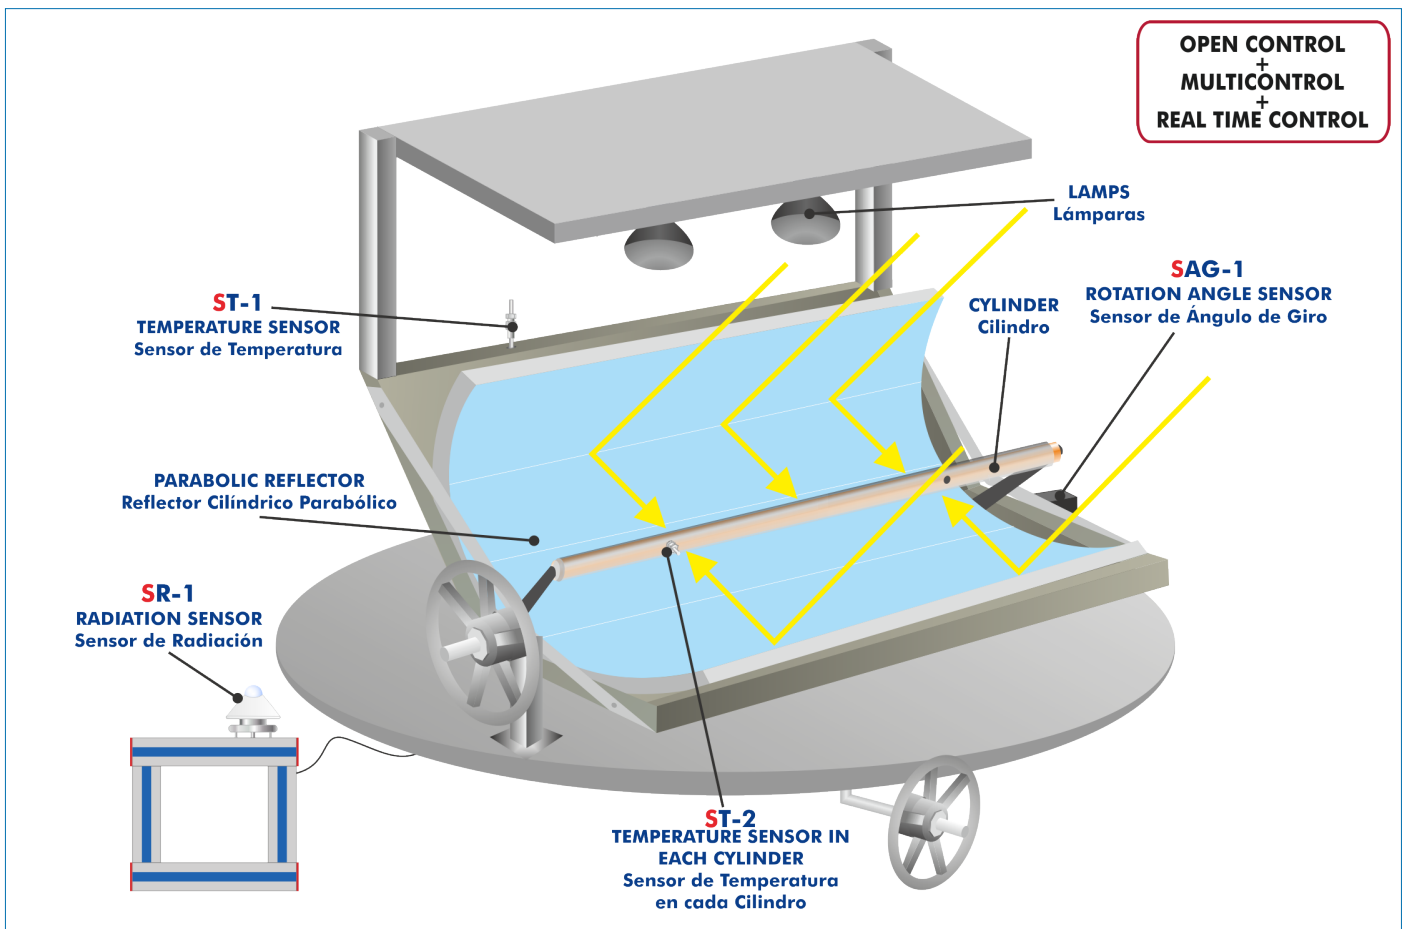 OPEN CONTROL
+
MULTICONTROL
+
REAL TIME CONTROL
LAMPS
Lámparas
SAG-1
ROTATION ANGLE SENSOR
Sensor de Ángulo de Giro
CYLINDER
Cilindro
ST-1
TEMPERATURE SENSOR
Sensor de Temperatura
PARABOLIC REFLECTOR
Reflector Cilíndrico Parabólico
SR-1
RADIATION SENSOR
Sensor de Radiación
ST-2
TEMPERATURE SENSOR IN
EACH CYLINDER
Sensor de Temperatura
en cada Cilindro